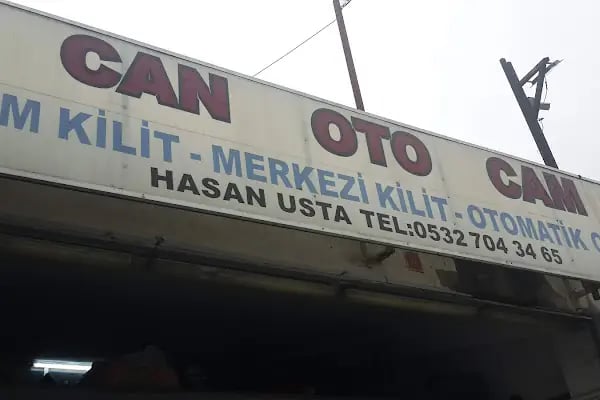 CAN OTO CAM
KİLİT - MERKEZİ KİLİT - OTOMATİK
HASAN USTA TEL:0532 704 34 65